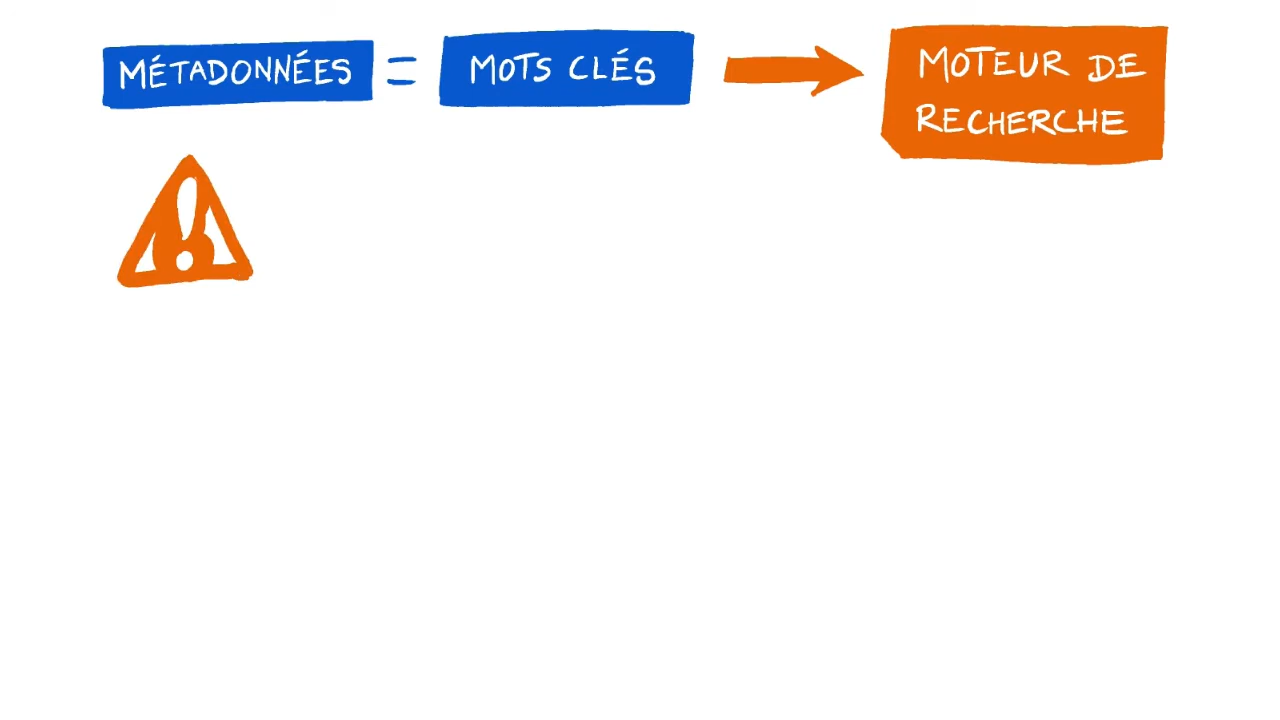 MÉTADONNÉES = MOTS CLÉS
MOTEUR DE
RECHERCHE
!